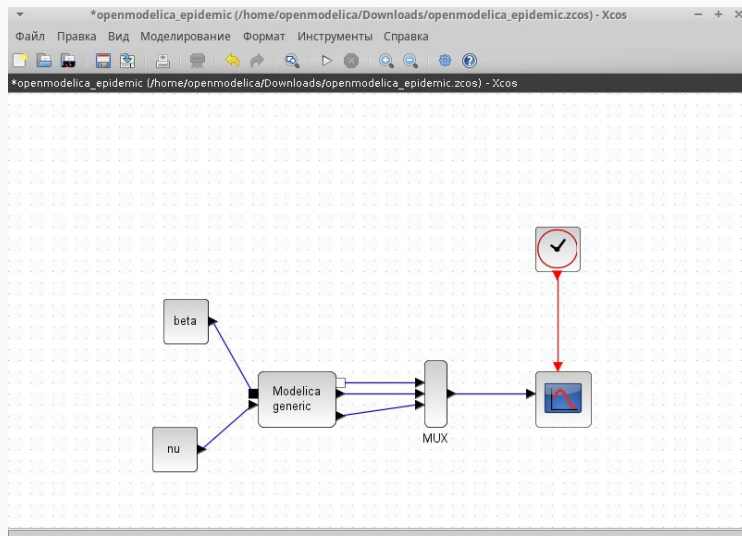 *openmodelica_epidemic (/home/openmodelica/Downloads/openmodelica_epidemic.zcos) - Xcos
Файл Правка Вид Моделирование Формат Инструменты Справка
*openmodelica_epidemic (/home/openmodelica/Downloads/openmodelica_epidemic.zcos) - Xcos
beta
Modelica
generic
nu
MUX